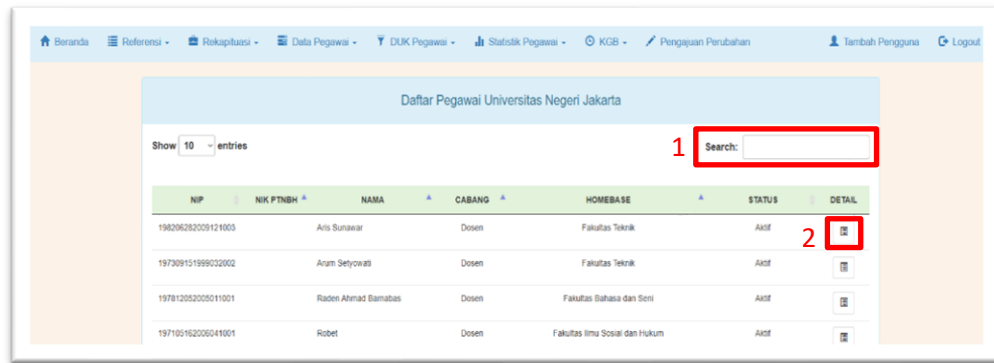 Beranda Referensi Rekapituasi Data Pegawai DUK Pegawai Statistik Pegawai KGB Pengajuan Perubahan Tambah Pengguna Logout
Daftar Pegawai Universitas Negeri Jakarta
Show 10 entries 1 Search:
NIP NIK PTNBH NAMA CABANG HOMEBASE STATUS DETAIL
198206282009121003 Aris Sunawar Dosen Fakultas Teknik Aktif 2
197309151999032002 Arum Setyowati Dosen Fakultas Teknik Aktif
197812052005011001 Raden Ahmad Barnabas Dosen Fakultas Bahasa dan Seni Aktif
197105162006041001 Robet Dosen Fakultas Ilmu Sosial dan Hukum Aktif